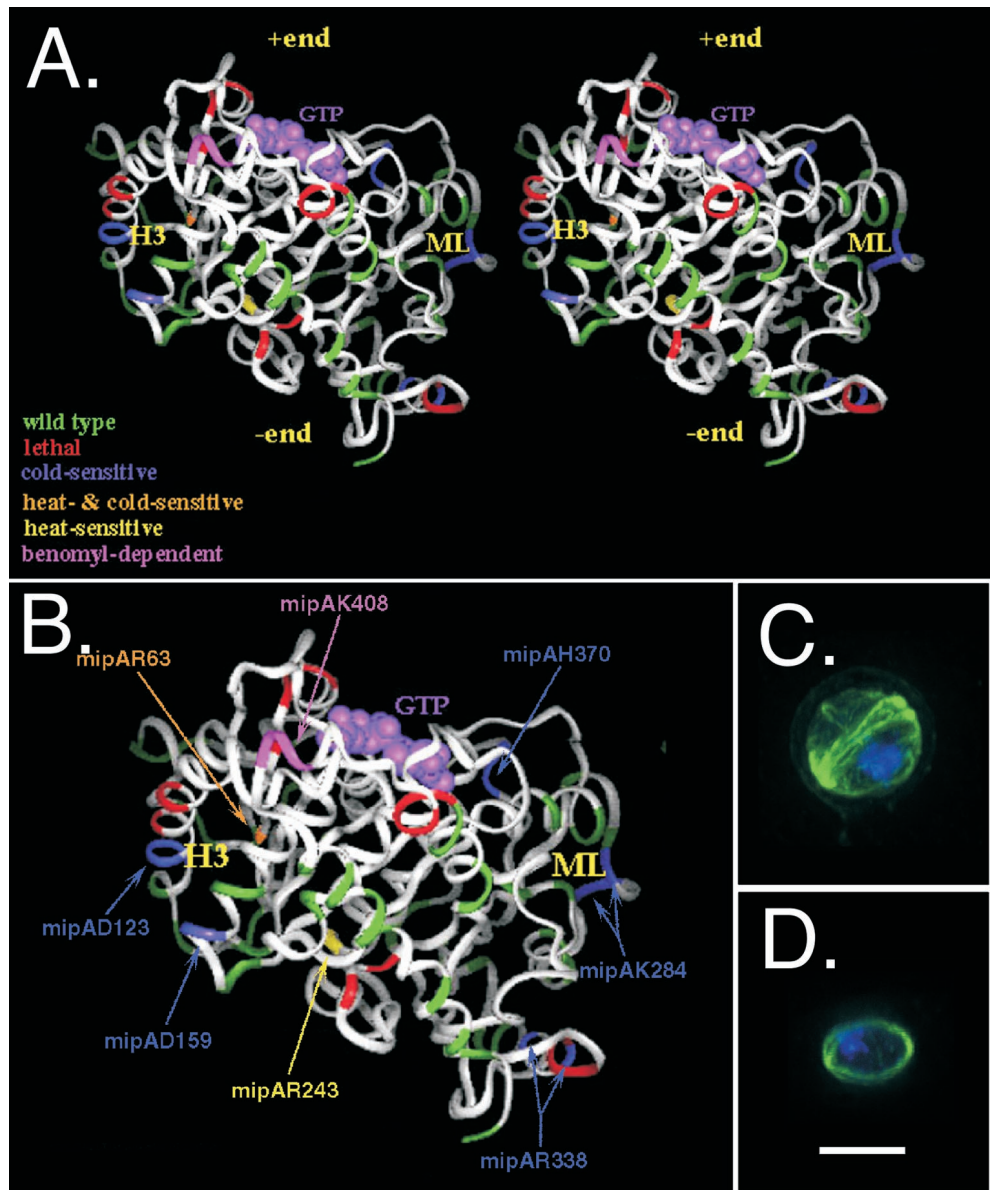 A.
+end
+end
GTP
GTP
H3
ML
H3
ML
-end
-end
wild type
lethal
cold-sensitive
heat- & cold-sensitive
heat-sensitive
benomyl-dependent
B.
mipAK408
mipAR63
mipAH370
GTP
H3
ML
mipAD123
mipAK284
mipAD159
mipAR243
mipAR338
C.
D.